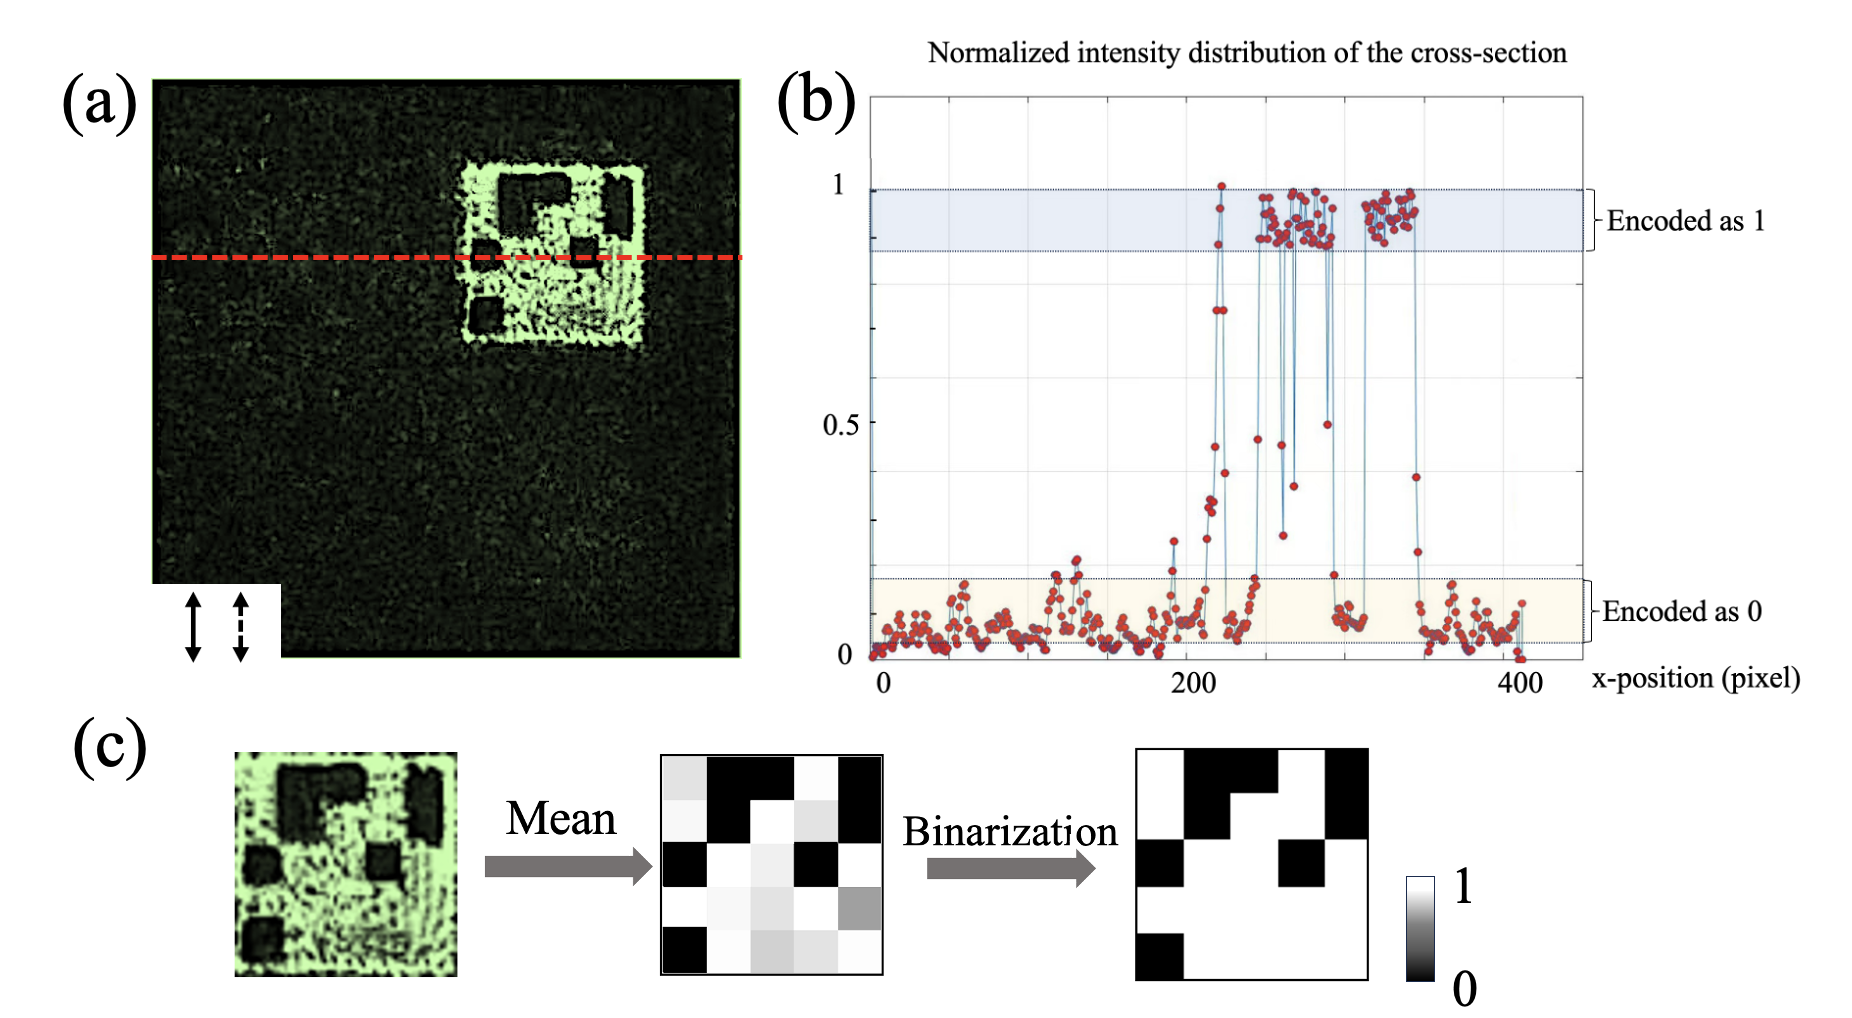 Normalized intensity distribution of the cross-section
(a)
(b)
1
Encoded as 1
0.5
Encoded as 0
0
0
200
400
x-position (pixel)
(c)
Mean
Binarization
1
0